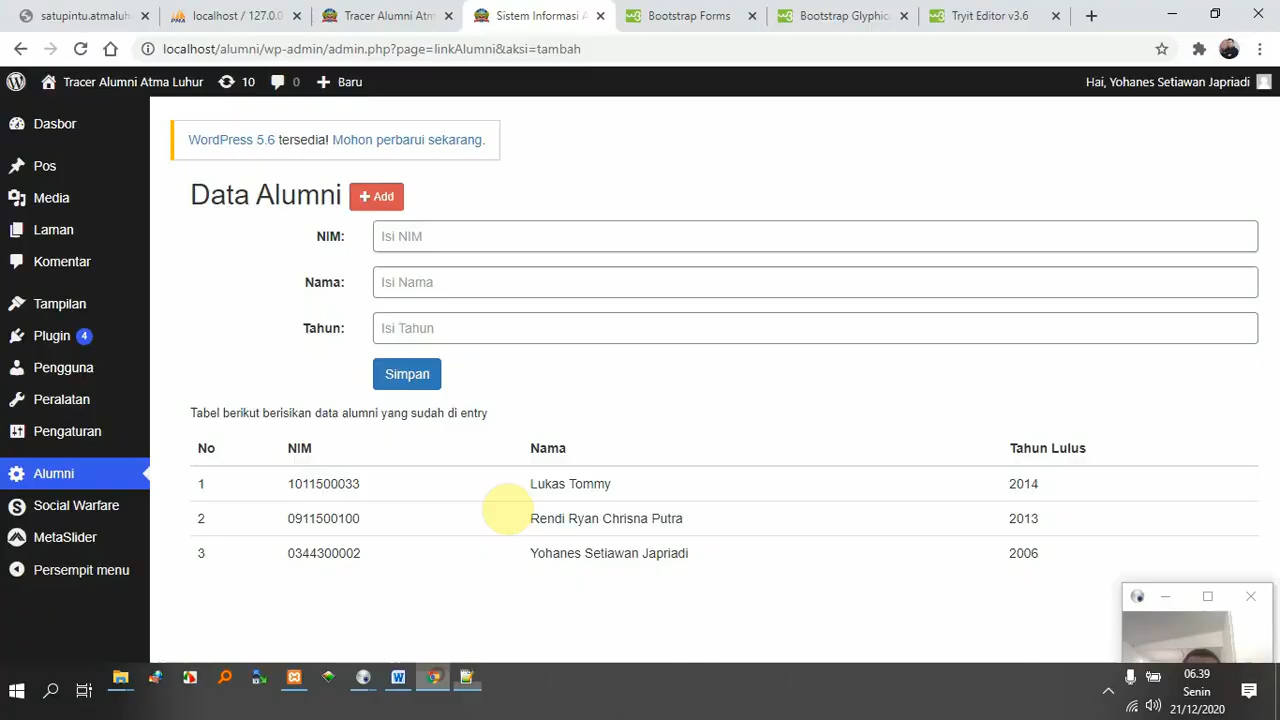 satupintu.atmaluh
localhost / 127.0.0
Tracer Alumni Atm
Sistem Informasi A
Bootstrap Forms
Bootstrap Glyphic
Tryit Editor v3.6
localhost/alumni/wp-admin/admin.php?page=linkAlumni&aksi=tambah
Tracer Alumni Atma Luhur 10 0 Baru
Hai, Yohanes Setiawan Japriadi
Dasbor
Pos
Media
Laman
Komentar
Tampilan
Plugin 4
Pengguna
Peralatan
Pengaturan
Alumni
Social Warfare
MetaSlider
Persempit menu
WordPress 5.6 tersedia! Mohon perbarui sekarang.
Data Alumni + Add
NIM: Isi NIM
Nama: Isi Nama
Tahun: Isi Tahun
Simpan
Tabel berikut berisikan data alumni yang sudah di entry
No NIM Nama Tahun Lulus
1 1011500033 Lukas Tommy 2014
2 0911500100 Rendi Ryan Chrisna Putra 2013
3 0344300002 Yohanes Setiawan Japriadi 2006
06.39
Senin
21/12/2020